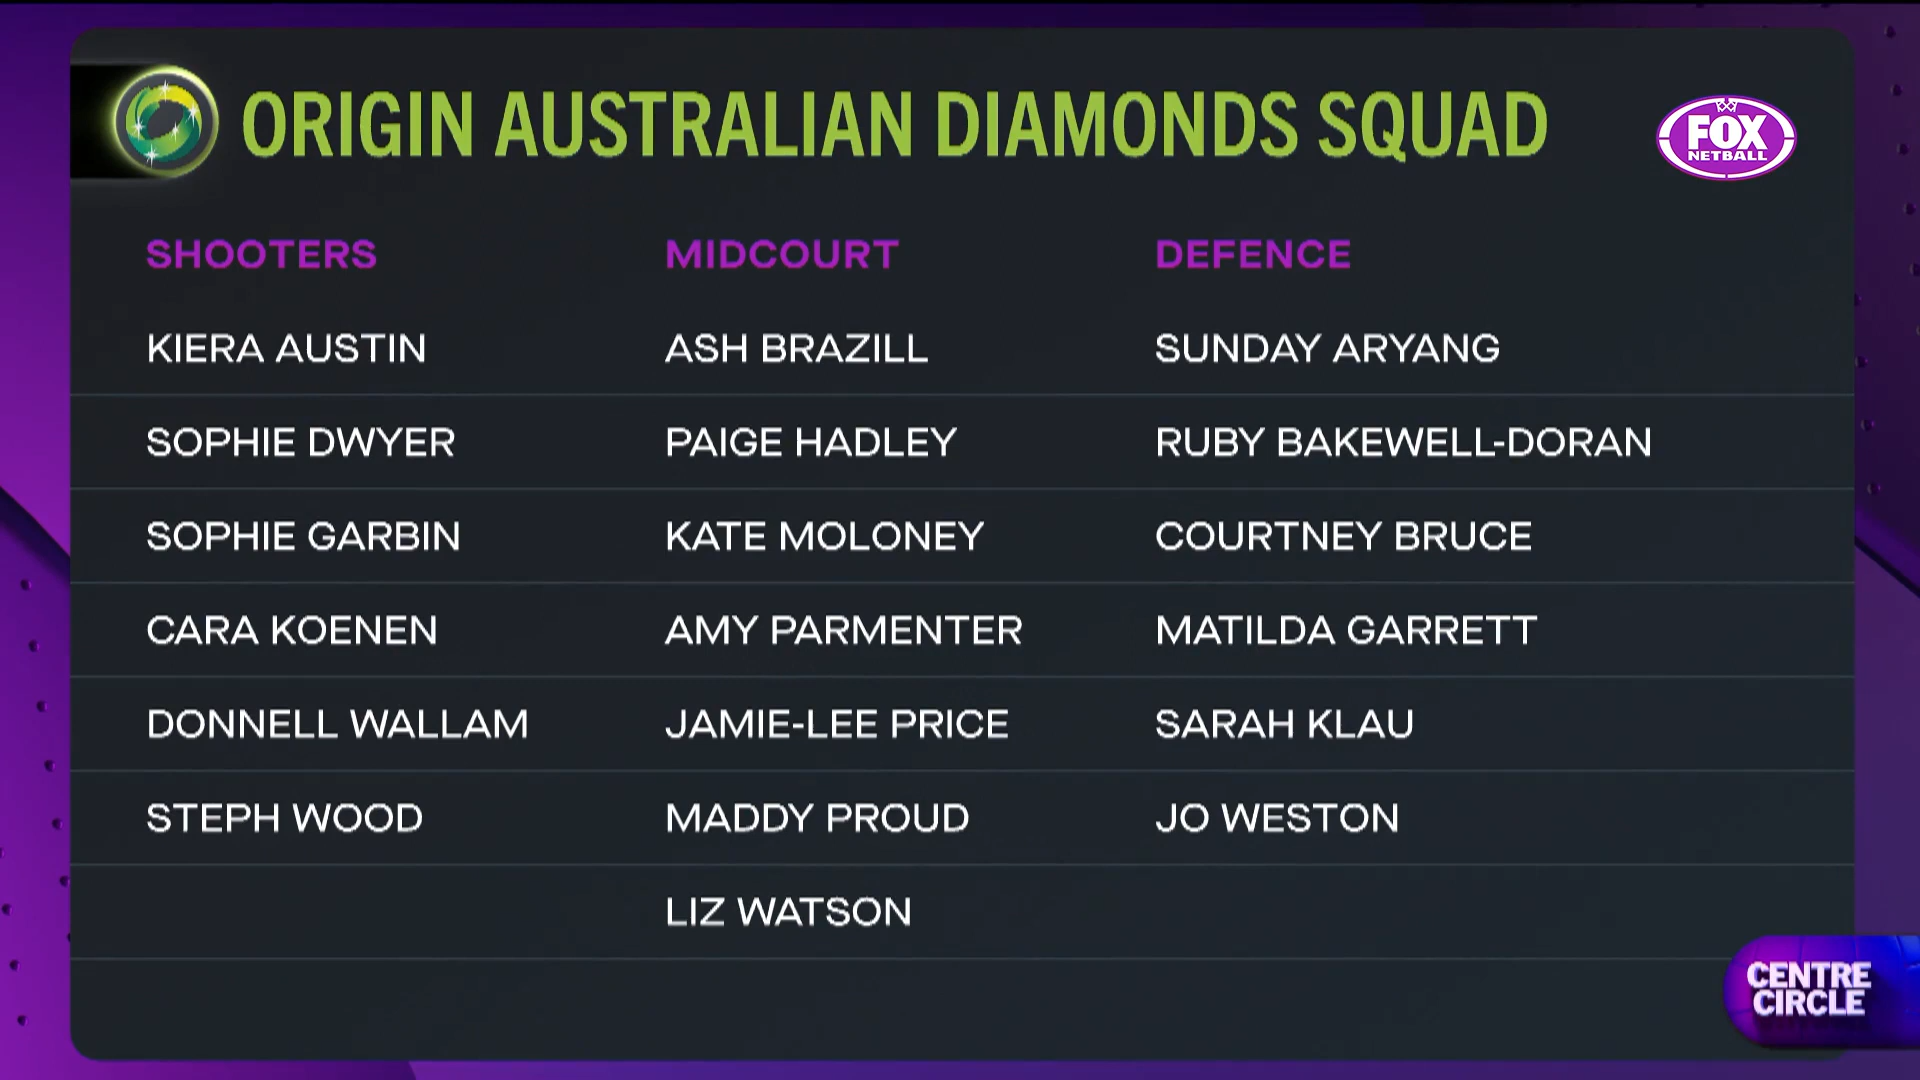 ORIGIN AUSTRALIAN DIAMONDS SQUAD
FOX
NETBALL
SHOOTERS MIDCOURT DEFENCE
KIERA AUSTIN ASH BRAZILL SUNDAY ARYANG
SOPHIE DWYER PAIGE HADLEY RUBY BAKEWELL-DORAN
SOPHIE GARBIN KATE MOLONEY COURTNEY BRUCE
CARA KOENEN AMY PARMENTER MATILDA GARRETT
DONNELL WALLAM JAMIE-LEE PRICE SARAH KLAU
STEPH WOOD MADDY PROUD JO WESTON
LIZ WATSON
CENTRE
CIRCLE